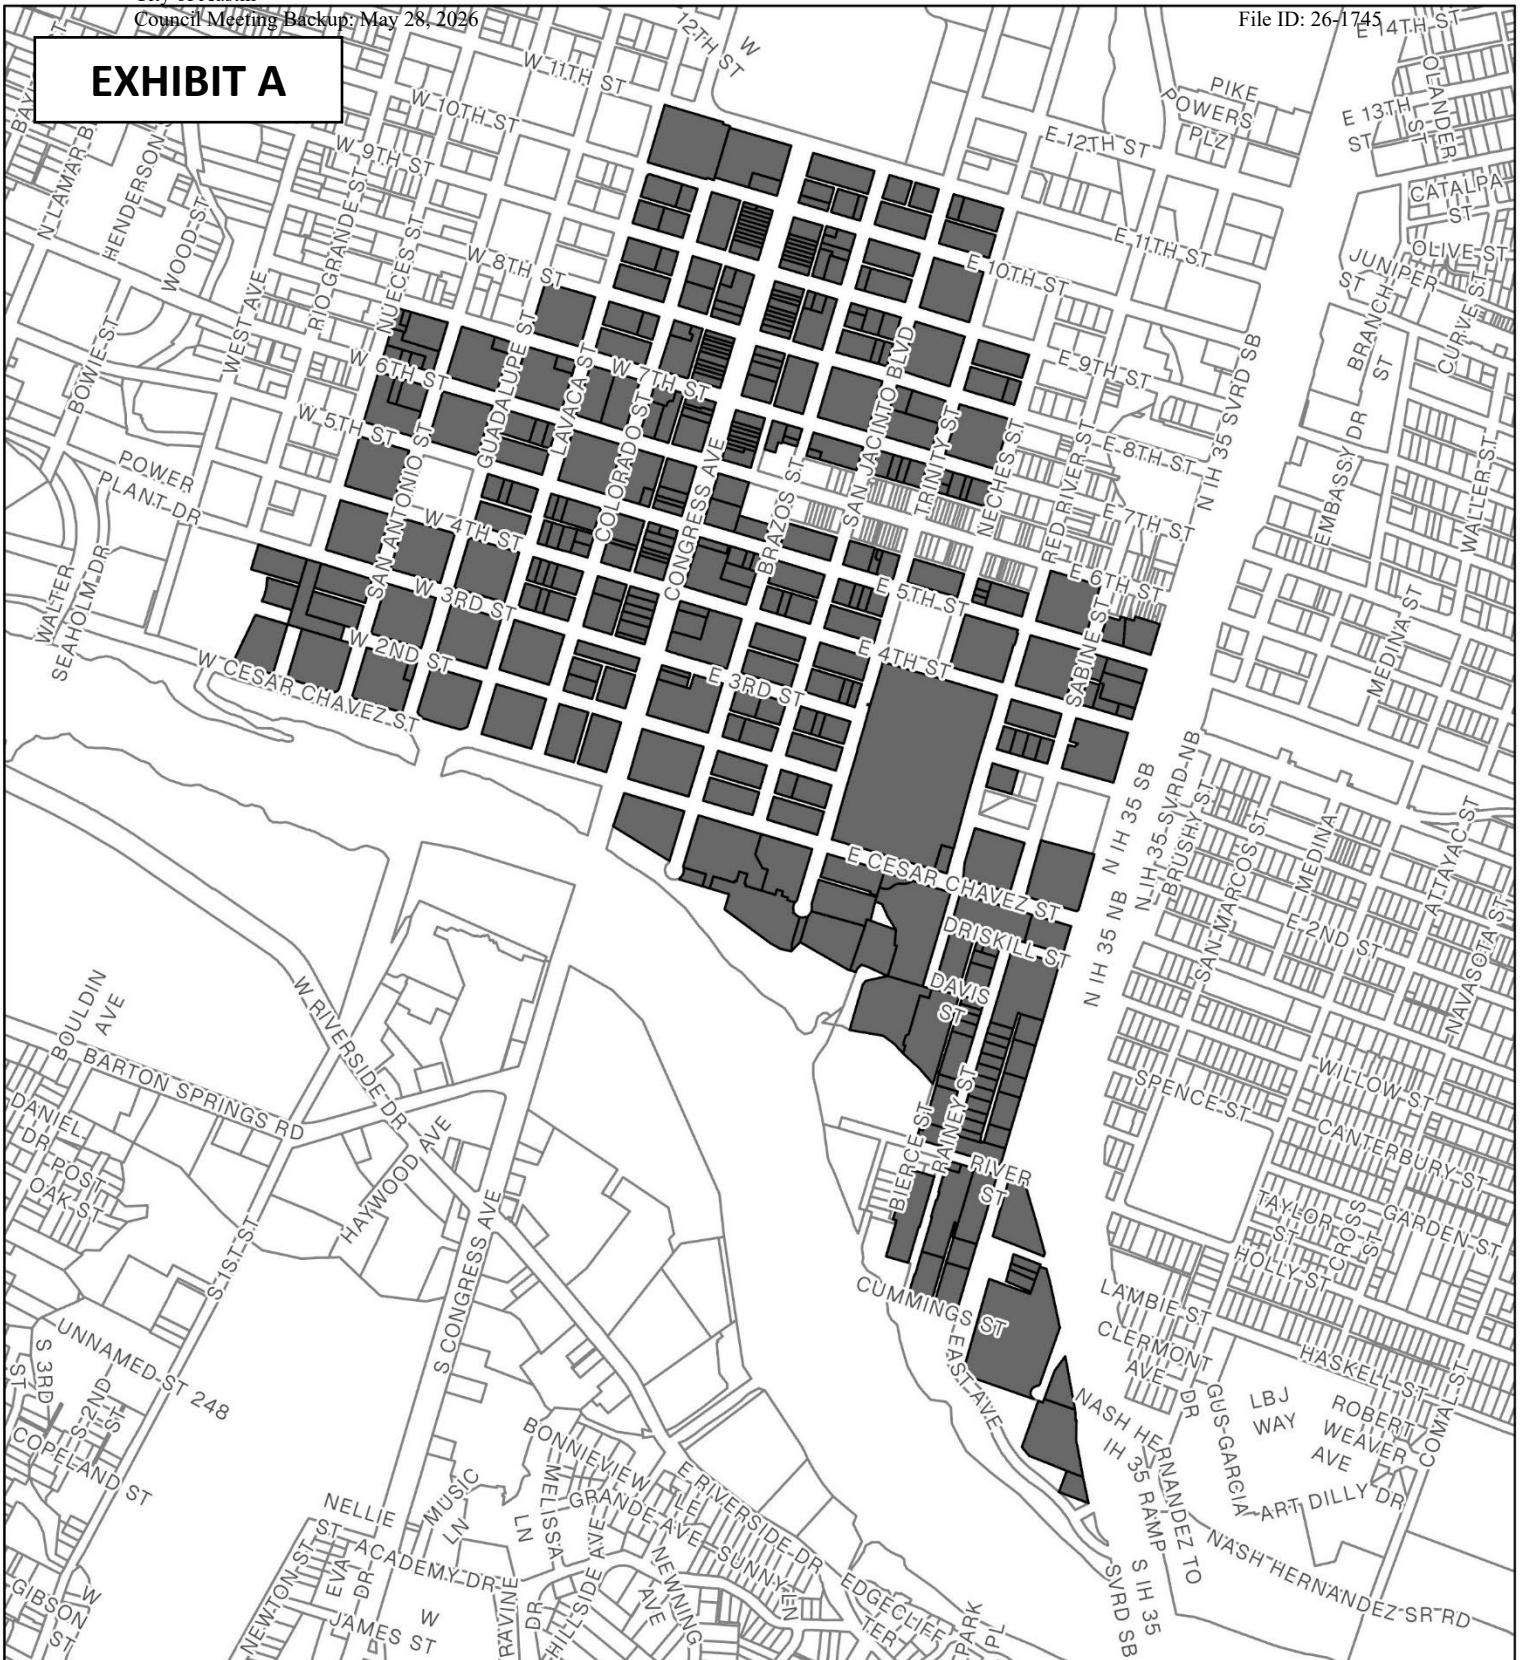 Council Meeting Backup: May 28, 2026
File ID: 26-1745
EXHIBIT A
12TH ST
W
W 11TH ST
W 10TH ST
W 9TH ST
E 14TH ST
OLANDER
ST
E 13TH
ST
PIKE
POWERS
PLZ
E 12TH ST
CATALPA
ST
N LAMAR B
HENDERSON
WOOD ST
RIO GRANDE ST
NUECES ST
W 8TH ST
E 11TH ST
OLIVE ST
JUNIPER
ST
E 10TH ST
BRANCH
ST
CURVE ST
WEST AVE
BOWIE ST
W 6TH ST
GUADALUPE ST
LAVACA ST
W 7TH ST
COLORADO ST
SAN JACINTO BLVD
E 9TH ST
N IH 35 SVRD SB
W 5TH ST
SAN ANTONIO ST
CONGRESS AVE
BRAZOS ST
TRINITY ST
NECHES ST
RED RIVER ST
E 8TH ST
EMBASSY DR
WALLER ST
POWER
PLANT DR
W 4TH ST
E 7TH ST
WALTER
SEAHOLM DR
W 3RD ST
E 5TH ST
E 6TH ST
SABINE ST
MEDINA ST
W 2ND ST
E 4TH ST
W CESAR CHAVEZ ST
E 3RD ST
N IH 35 SB
N IH 35 SVRD NB
BRUSHY ST
SAN MARCOS ST
MEDINA
ATTAYAC ST
E CESAR CHAVEZ ST
N IH 35 NB
E 2ND ST
NAVASOTA ST
DRISKILL ST
DAVIS
ST
BOULDIN
AVE
W RIVERSIDE DR
BARTON SPRINGS RD
WILLOW ST
SPENCE ST
CANTERBURY ST
DANIEL
DR
POST
OAK ST
HAYWOOD AVE
BIERCE ST
RAINEY ST
RIVER
ST
TAYLOR
ST
CROSS
ST
GARDEN ST
HOLLY ST
S 1ST ST
S CONGRESS AVE
CUMMINGS ST
LAMBIE ST
CLERMONT
AVE
HASKELL ST
UNNAMED ST 248
S 3RD
ST
S 2ND
ST
EAST AVE
NASH HERNANDEZ TO
IH 35 RAMP
DR
GUS GARCIA
LBJ
WAY
ROBERT
WEAVER
AVE
COMAL ST
COPELAND ST
BONNIEVIEW
MELISSA
LN
LE
GRANDE AVE
E RIVERSIDE DR
ART DILLY DR
NELLIE
ST
MUSIC
LN
EVA
DR
ACADEMY DR
SUNNY LN
NASH HERNANDEZ SR RD
GIBSON
ST
W
NEWTON ST
JAMES ST
W
RAVINE
DR
HILLSIDE AVE
NEWNING
AVE
EDGECLIFF
TER
PARK
PL
S IH 35
SVRD SB